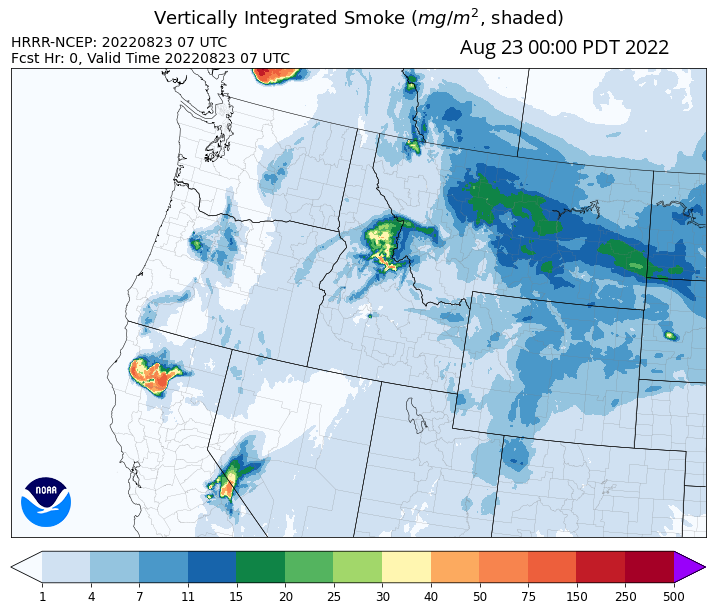 Vertically Integrated Smoke (mg/m², shaded)
HRRR-NCEP: 20220823 07 UTC
Aug 23 00:00 PDT 2022
Fcst Hr: 0, Valid Time 20220823 07 UTC
NOAA
1 4 7 11 15 20 25 30 40 50 75 150 250 500